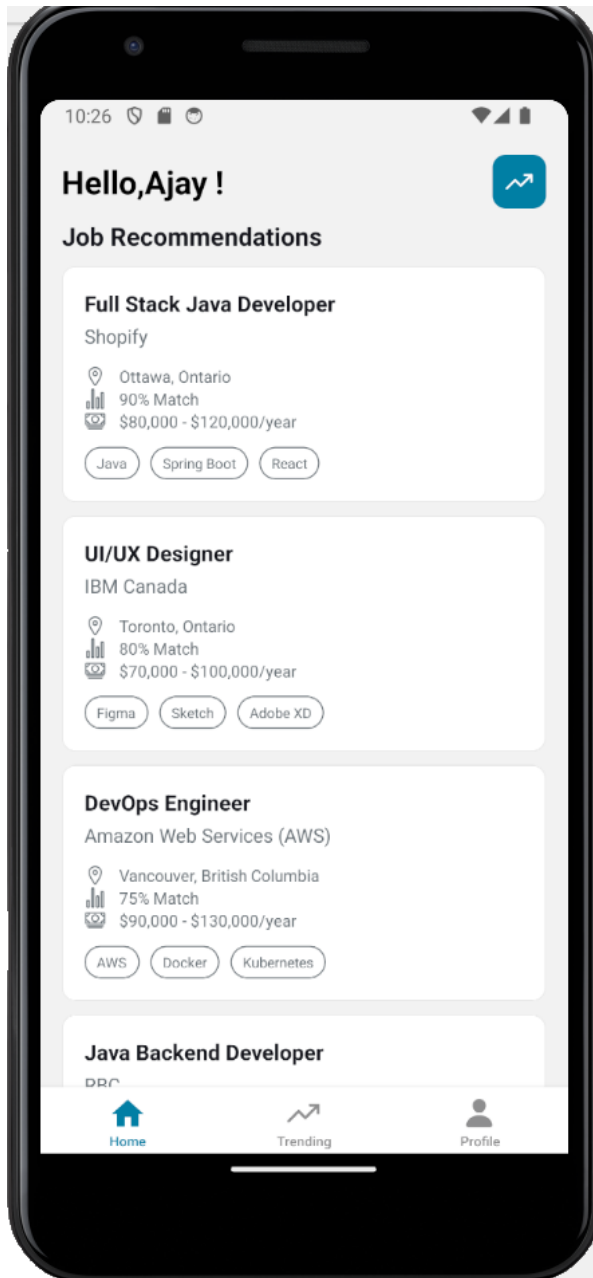 10:26
Hello,Ajay !
Job Recommendations
Full Stack Java Developer
Shopify
Ottawa, Ontario
90% Match
$80,000 - $120,000/year
Java Spring Boot React
UI/UX Designer
IBM Canada
Toronto, Ontario
80% Match
$70,000 - $100,000/year
Figma Sketch Adobe XD
DevOps Engineer
Amazon Web Services (AWS)
Vancouver, British Columbia
75% Match
$90,000 - $130,000/year
AWS Docker Kubernetes
Java Backend Developer
RBC
Home Trending Profile